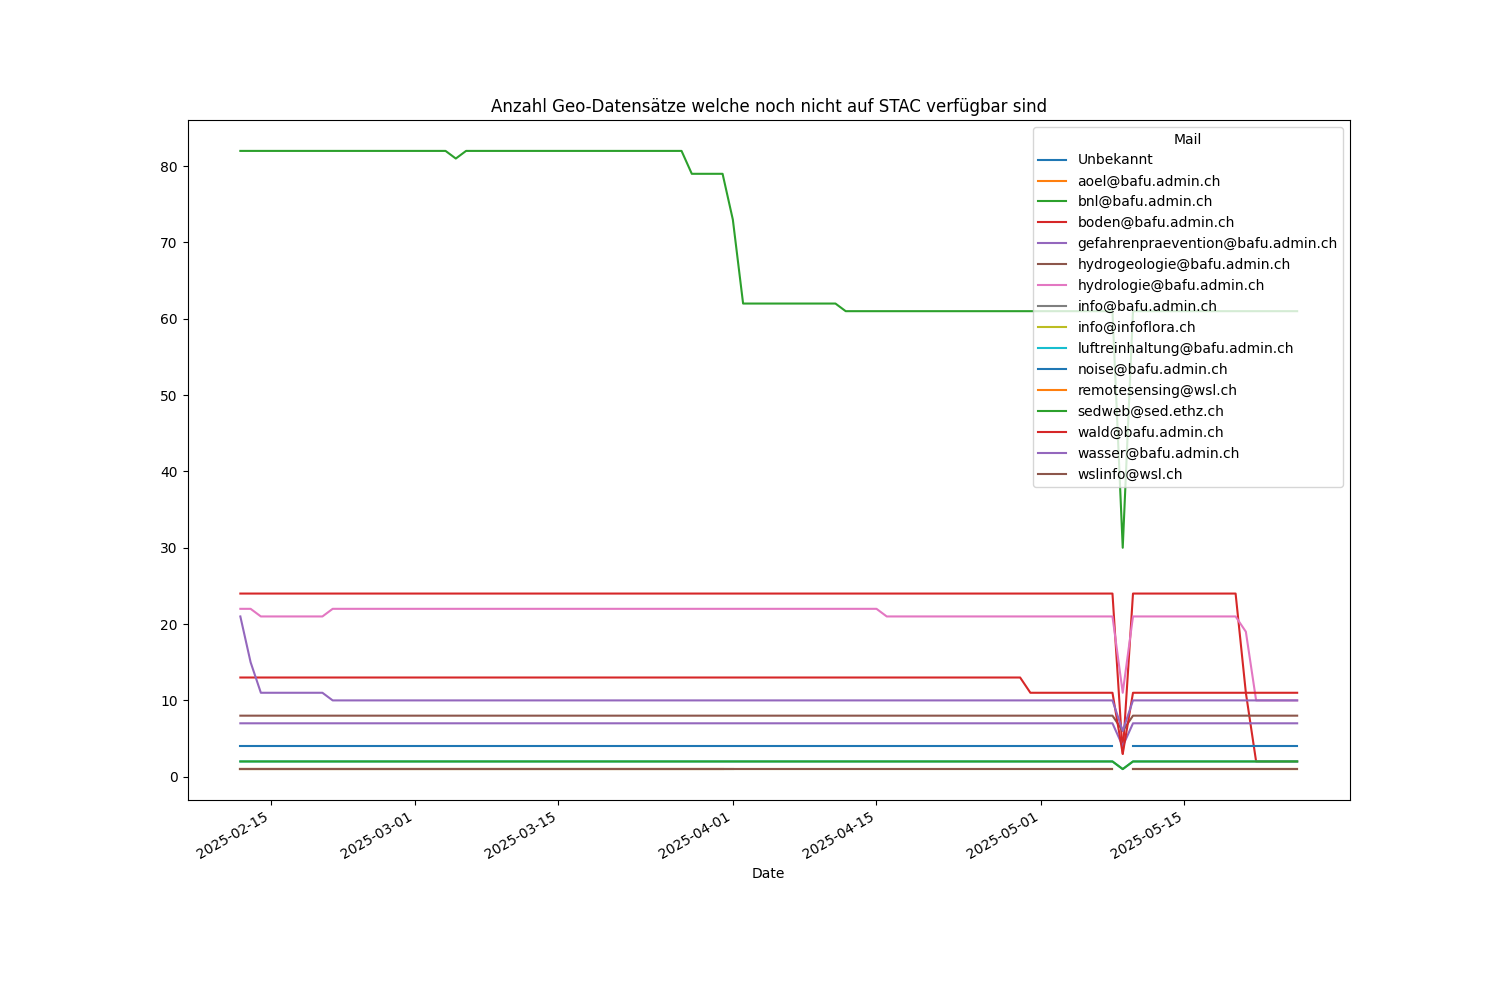 Anzahl Geo-Datensätze welche noch nicht auf STAC verfügbar sind
Mail
Unbekannt
aoel@bafu.admin.ch
bnl@bafu.admin.ch
boden@bafu.admin.ch
gefahrenpraevention@bafu.admin.ch
hydrogeologie@bafu.admin.ch
hydrologie@bafu.admin.ch
info@bafu.admin.ch
info@infoflora.ch
luftreinhaltung@bafu.admin.ch
noise@bafu.admin.ch
remotesensing@wsl.ch
sedweb@sed.ethz.ch
wald@bafu.admin.ch
wasser@bafu.admin.ch
wslinfo@wsl.ch
80
70
60
50
40
30
20
10
0
2025-02-15
2025-03-01
2025-03-15
2025-04-01
2025-04-15
2025-05-01
2025-05-15
Date